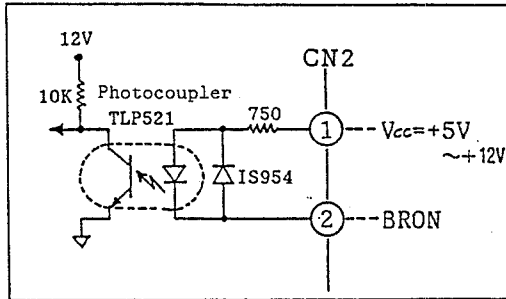 12V
CN2
10K
Photocoupler
TLP521
750
1
Vcc=+5V
~+12V
IS954
2
BRON